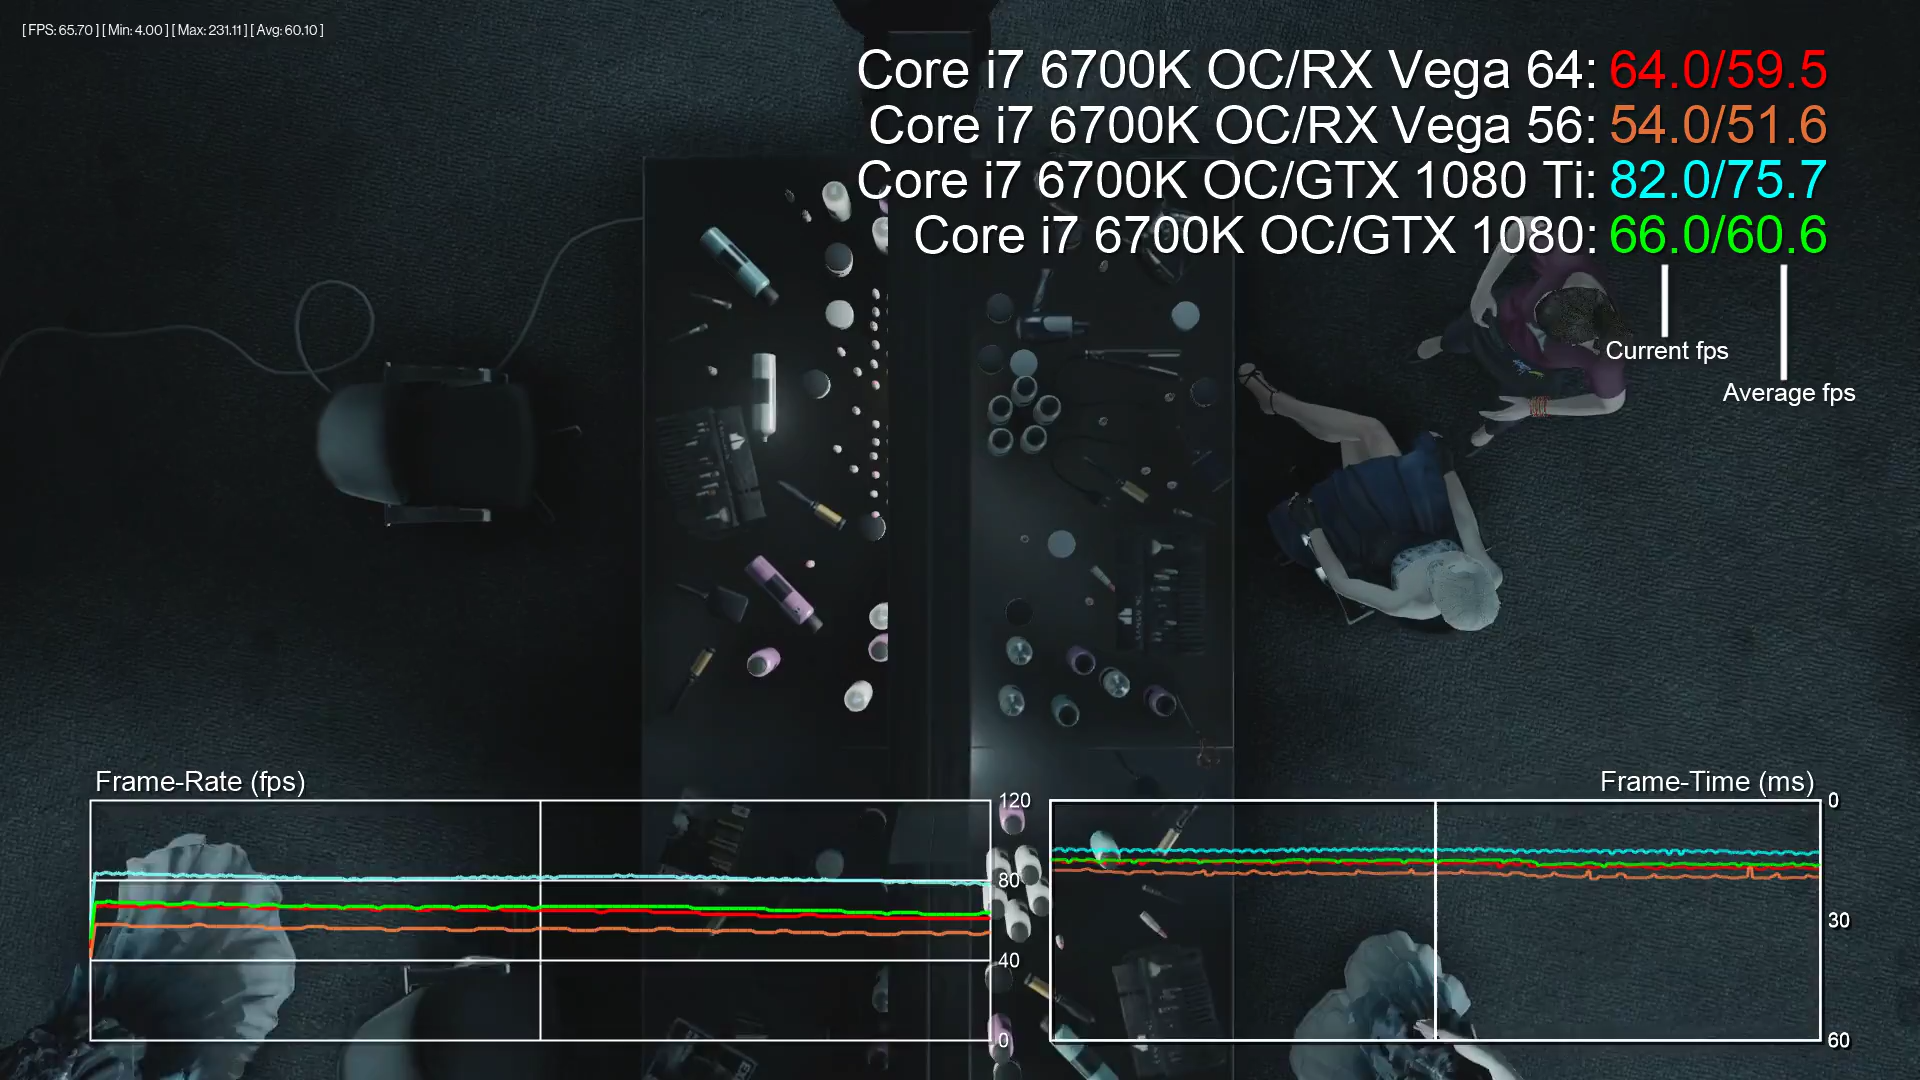 [ FPS: 65.70 ] [ Min: 4.00 ] [ Max: 231.11 ] [ Avg: 60.10 ]
Core i7 6700K OC/RX Vega 64: 64.0/59.5
Core i7 6700K OC/RX Vega 56: 54.0/51.6
Core i7 6700K OC/GTX 1080 Ti: 82.0/75.7
Core i7 6700K OC/GTX 1080: 66.0/60.6
Current fps
Average fps
Frame-Rate (fps)
120
80
40
0
Frame-Time (ms)
0
30
60